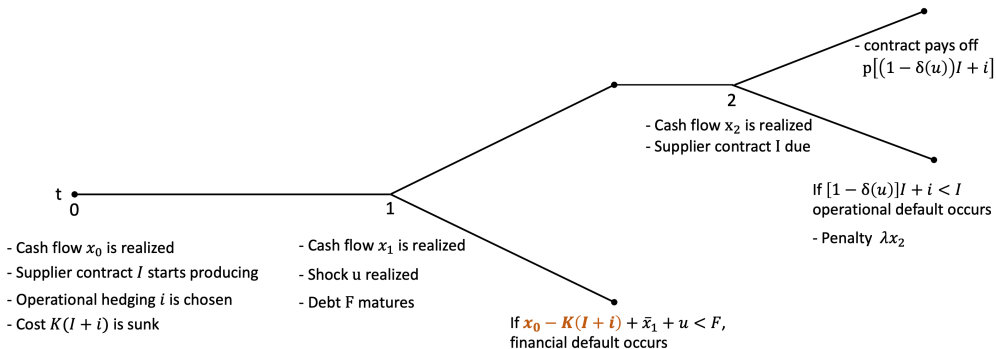 t
0
- Cash flow x₀ is realized
- Supplier contract I starts producing
- Operational hedging i is chosen
- Cost K(I + i) is sunk
1
- Cash flow x₁ is realized
- Shock u realized
- Debt F matures
If x₀ − K(I + i) + x̄₁ + u < F,
financial default occurs
2
- Cash flow x₂ is realized
- Supplier contract I due
- contract pays off
p[(1 − δ(u))I + i]
If [1 − δ(u)]I + i < I
operational default occurs
- Penalty λx₂